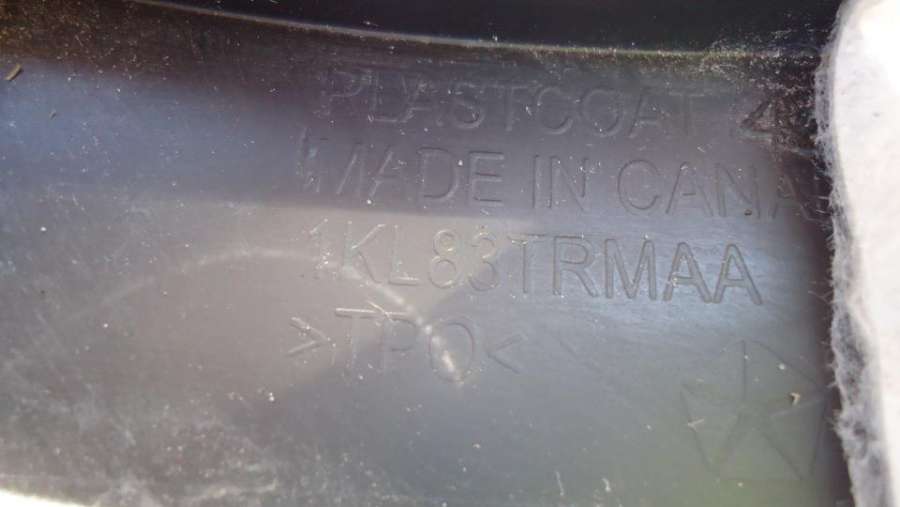 PLASTCOAT
MADE IN CANA
1KL83TRMAA
>TPO<